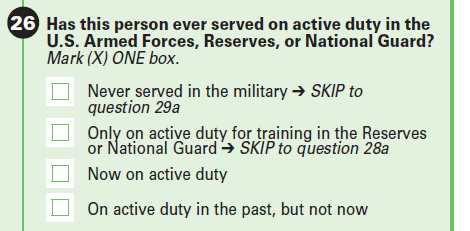 26 Has this person ever served on active duty in the
U.S. Armed Forces, Reserves, or National Guard?
Mark (X) ONE box.
Never served in the military → SKIP to
question 29a
Only on active duty for training in the Reserves
or National Guard → SKIP to question 28a
Now on active duty
On active duty in the past, but not now